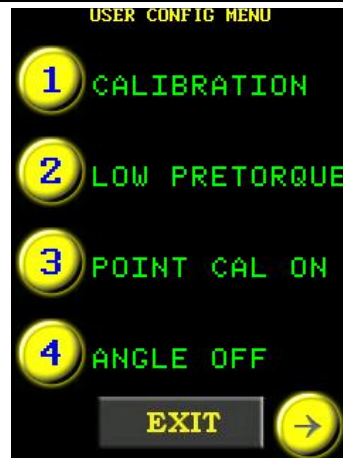 USER CONFIG MENU
1 CALIBRATION
2 LOW PRETORQUE
3 POINT CAL ON
4 ANGLE OFF
EXIT →